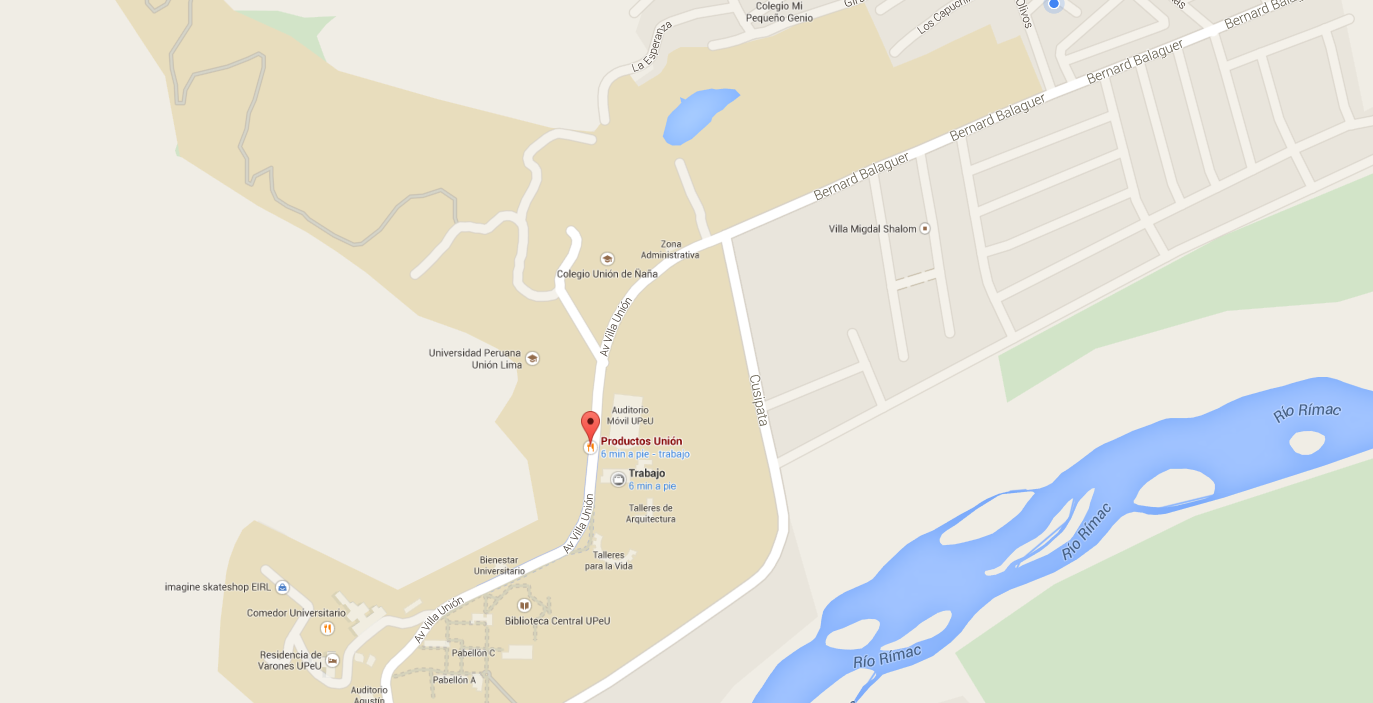 Colegio Mi
Pequeño Genio
Los Capuchi
Olivos
Bernard Balaguer
La Esperanza
Bernard Balaguer
Bernard Balaguer
Bernard Balaguer
Villa Migdal Shalom
Zona
Administrativa
Colegio Unión de Ñaña
Av Villa Unión
Universidad Peruana
Unión Lima
Cusipata
Auditorio
Móvil UPeU
Productos Unión
6 min a pie - trabajo
Trabajo
6 min a pie
Talleres de
Arquitectura
Av Villa Unión
Talleres
para la Vida
Bienestar
Universitario
imagine skateshop EIRL
Comedor Universitario
Av Villa Unión
Biblioteca Central UPeU
Residencia de
Varones UPeU
Pabellón C
Pabellón A
Auditorio
Agustín
Río Rímac
Río Rímac
Río Rímac